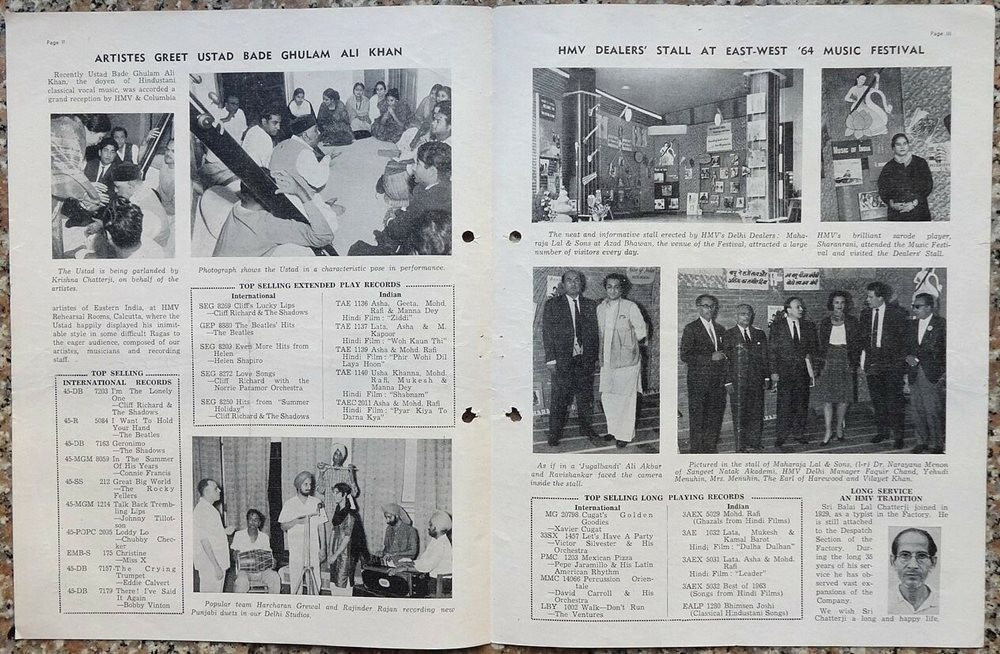 Page II
ARTISTES GREET USTAD BADE GHULAM ALI KHAN
Recently Ustad Bade Ghulam Ali
Khan, the doyen of Hindustani
classical vocal music, was accorded a
grand reception by HMV & Columbia
The Ustad is being garlanded by
Krishna Chatterji, on behalf of the
artistes.
Photograph shows the Ustad in a characteristic pose in performance.
artistes of Eastern India, at HMV
Rehearsal Rooms, Calcutta, where the
Ustad happily displayed his inimit-
able style in some difficult Ragas to
the eager audience, composed of our
artistes, musicians and recording
staff.
TOP SELLING
INTERNATIONAL RECORDS
45-DB 7203 I'm The Lonely
One
—Cliff Richard &
The Shadows
45-R 5084 I Want To Hold
Your Hand
—The Beatles
45-DB 7163 Geronimo
—The Shadows
45-MGM 8059 In The Summer
Of His Years
—Connie Francis
45-SS 212 Great Big World
—The Rocky
Fellers
45-MGM 1214 Talk Back Tremb-
ling Lips
—Johnny Tillot-
son
45-POPC 2035 Loddy Lo
—Chubby Chec-
ker
EMB-S 175 Christine
—Miss X
45-DB 7157 The Crying
Trumpet
—Eddie Calvert
45-DB 7179 There! I've Said
It Again
—Bobby Vinton
TOP SELLING EXTENDED PLAY RECORDS
International
SEG 8269 Cliff's Lucky Lips
—Cliff Richard & The Shadows
GEP 8880 The Beatles' Hits
—The Beatles
SEG 8209 Even More Hits from
Helen
—Helen Shapiro
SEG 8272 Love Songs
—Cliff Richard with the
Norrie Patamor Orchestra
SEG 8250 Hits from "Summer
Holiday"
—Cliff Richard & The Shadows
Indian
TAE 1136 Asha, Geeta, Mohd.
Rafi & Manna Dey
Hindi Film: "Ziddi"
TAE 1137 Lata, Asha & M.
Kapoor
Hindi Film: "Woh Kaun Thi"
TAE 1139 Asha & Mohd. Rafi
Hindi Film: "Phir Wohi Dil
Laya Hoon"
TAE 1140 Usha Khanna, Mohd.
Rafi, Mukesh &
Manna Dey
Hindi Film: "Shabnam"
TAEC 2011 Asha & Mohd. Rafi
Hindi Film: "Pyar Kiya To
Darna Kya"
Popular team Harcharan Grewal and Rajinder Rajan recording new
Punjabi duets in our Delhi Studios
Page III
HMV DEALERS' STALL AT EAST-WEST '64 MUSIC FESTIVAL
MUSIC OF INDIA
The neat and informative stall erected by HMV's Delhi Dealers: Maha-
raja Lal & Sons at Azad Bhawan, the venue of the Festival, attracted a large
number of visitors every day.
HMV's brilliant sarode player,
Sharanrani, attended the Music Festi-
val and visited the Dealers' Stall.
As if in a 'Jugalbandi' Ali Akbar
and Ravishankar faced the camera
inside the stall.
Pictured in the stall of Maharaja Lal & Sons, (l-r) Dr. Narayana Menon
of Sangeet Natak Akademi, HMV Delhi Manager Faquir Chand, Yehudi
Menuhin, Mrs. Menuhin, The Earl of Harewood and Vilayet Khan.
TOP SELLING LONG PLAYING RECORDS
International
MG 20798 Cugat's Golden
Goodies
—Xavier Cugat
33SX 1457 Let's Have A Party
—Victor Silvester & His
Orchestra
PMC 1203 Mexican Pizza
—Pepe Jaramillo & His Latin
American Rhythm
MMC 14066 Percussion Orien-
tale
—David Carroll & His
Orchestra
LBY 1002 Walk—Don't Run
—The Ventures
Indian
3AEX 5029 Mohd. Rafi
(Ghazals from Hindi Films)
3AE 1032 Lata, Mukesh &
Kamal Barot
Hindi Film: "Dulha Dulhan"
3AEX 5031 Lata, Asha & Mohd.
Rafi
Hindi Film: "Leader"
3AEX 5032 Best of 1963
(Songs from Hindi Films)
EALP 1280 Bhimsen Joshi
(Classical Hindustani Songs)
LONG SERVICE
AN HMV TRADITION
Sri Balai Lal Chatterji joined in
1929, as a typist in the Factory. He
is still attached
to the Despatch
Section of the
Factory. Dur-
ing the long 35
years of his ser-
vice he has ob-
served vast ex-
pansions of the
Company.
We wish Sri
Chatterji a long and happy life.